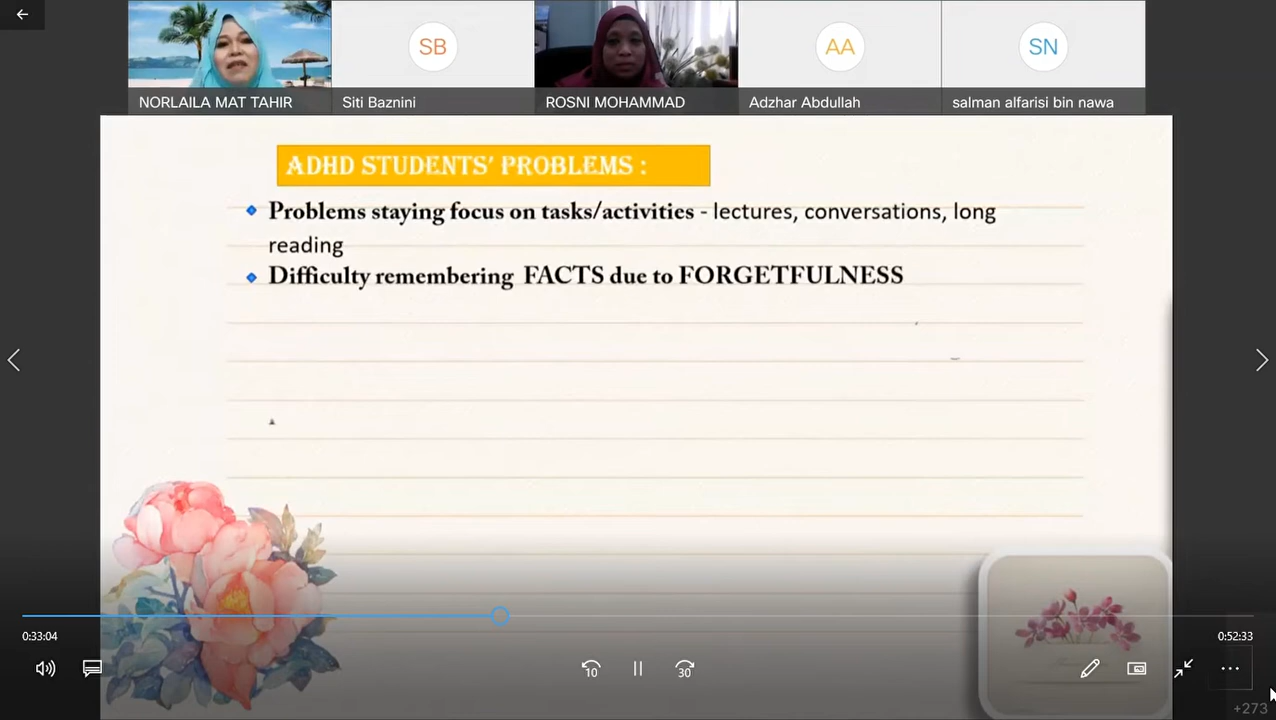 SB
AA
SN
NORLAILA MAT TAHIR
Siti Baznini
ROSNI MOHAMMAD
Adzhar Abdullah
salman alfarisi bin nawa
ADHD STUDENTS' PROBLEMS :
Problems staying focus on tasks/activities - lectures, conversations, long
reading
Difficulty remembering FACTS due to FORGETFULNESS
0:33:04
0:52:33
10
30
+273